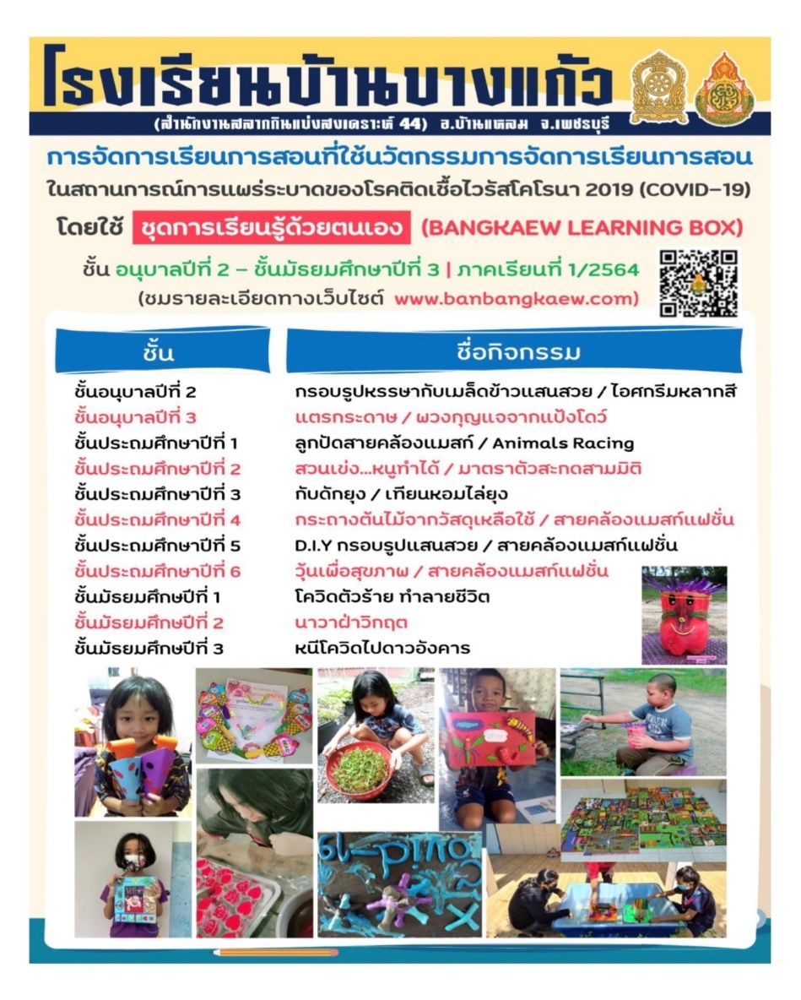 โรงเรียนบ้านบางแก้ว
(สำนักงานสลากกินแบ่งสงเคราะห์ 44) อ.บ้านแหลม จ.เพชรบุรี
การจัดการเรียนการสอนที่ใช้นวัตกรรมการจัดการเรียนการสอน
ในสถานการณ์การแพร่ระบาดของโรคติดเชื้อไวรัสโคโรนา 2019 (COVID-19)
โดยใช้ ชุดการเรียนรู้ด้วยตนเอง (BANGKAEW LEARNING BOX)
ชั้น อนุบาลปีที่ 2 – ชั้นมัธยมศึกษาปีที่ 3 | ภาคเรียนที่ 1/2564
(ชมรายละเอียดทางเว็บไซต์ www.banbangkaew.com)
ชั้น ชื่อกิจกรรม
ชั้นอนุบาลปีที่ 2 กรอบรูปหรรษากับเมล็ดข้าวแสนสวย / ไอศกรีมหลากสี
ชั้นอนุบาลปีที่ 3 แตรกระดาษ / พวงกุญแจจากแป้งโดว์
ชั้นประถมศึกษาปีที่ 1 ลูกปัดสายคล้องแมสก์ / Animals Racing
ชั้นประถมศึกษาปีที่ 2 สวนเข่ง...หนูทำได้ / มาตราตัวสะกดสามมิติ
ชั้นประถมศึกษาปีที่ 3 กับดักยุง / เทียนหอมไล่ยุง
ชั้นประถมศึกษาปีที่ 4 กระถางต้นไม้จากวัสดุเหลือใช้ / สายคล้องแมสก์แฟชั่น
ชั้นประถมศึกษาปีที่ 5 D.I.Y กรอบรูปแสนสวย / สายคล้องแมสก์แฟชั่น
ชั้นประถมศึกษาปีที่ 6 วุ้นเพื่อสุขภาพ / สายคล้องแมสก์แฟชั่น
ชั้นมัธยมศึกษปีที่ 1 โควิดตัวร้าย ทำลายชีวิต
ชั้นมัธยมศึกษปีที่ 2 นาวาฝ่าวิกฤต
ชั้นมัธยมศึกษปีที่ 3 หนีโควิดไปดาวอังคาร